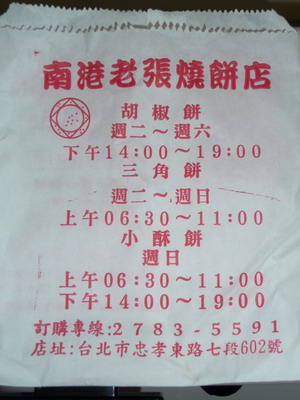 南港老張燒餅店
胡椒餅
週二～週六
下午14:00～19:00
三角餅
週二～週日
上午06:30～11:00
小酥餅
週日
上午06:30～11:00
下午14:00～19:00
訂購專線:2783-5591
店址:台北市忠孝東路七段602號